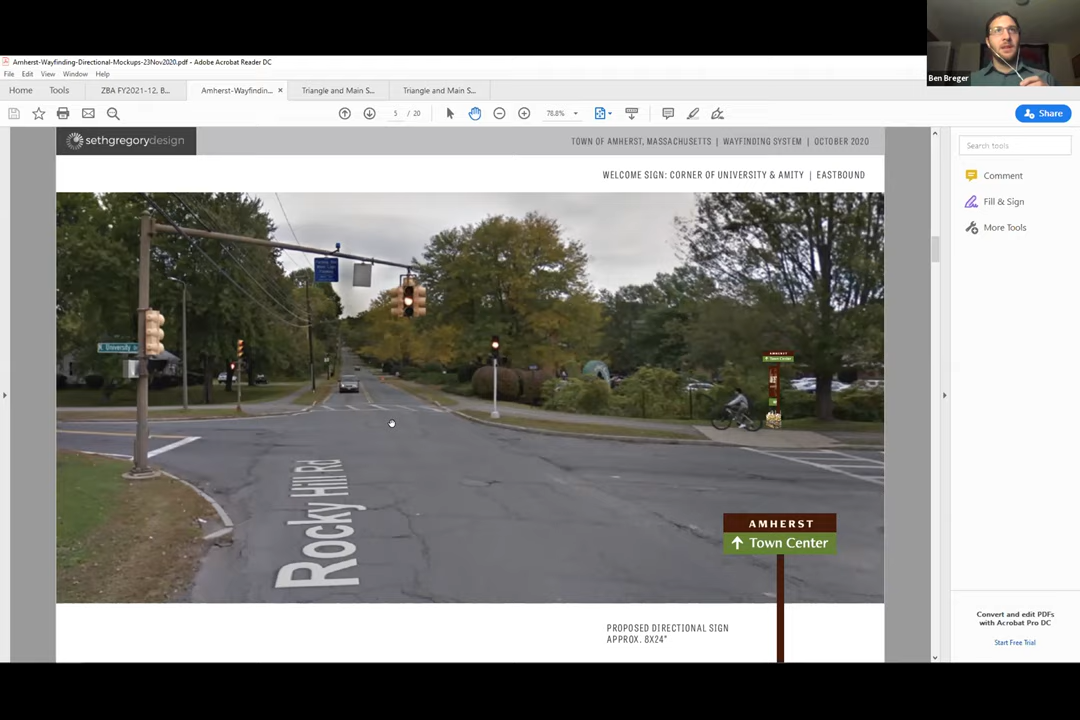 Amherst-Wayfinding-Directional-Mockups-23Nov2020.pdf - Adobe Acrobat Reader DC
File Edit View Window Help
Home Tools ZBA FY2021-12, B... Amherst-Wayfindin... × Triangle and Main S... Triangle and Main S...
5 / 20 78.8% Share
Ben Breger
sethgregorydesign
TOWN OF AMHERST, MASSACHUSETTS | WAYFINDING SYSTEM | OCTOBER 2020
WELCOME SIGN: CORNER OF UNIVERSITY & AMITY | EASTBOUND
Search tools
Comment
Fill & Sign
More Tools
University
AMHERST
Town Center
Rocky Hill Rd
AMHERST
↑ Town Center
PROPOSED DIRECTIONAL SIGN
APPROX. 8X24"
Convert and edit PDFs
with Acrobat Pro DC
Start Free Trial